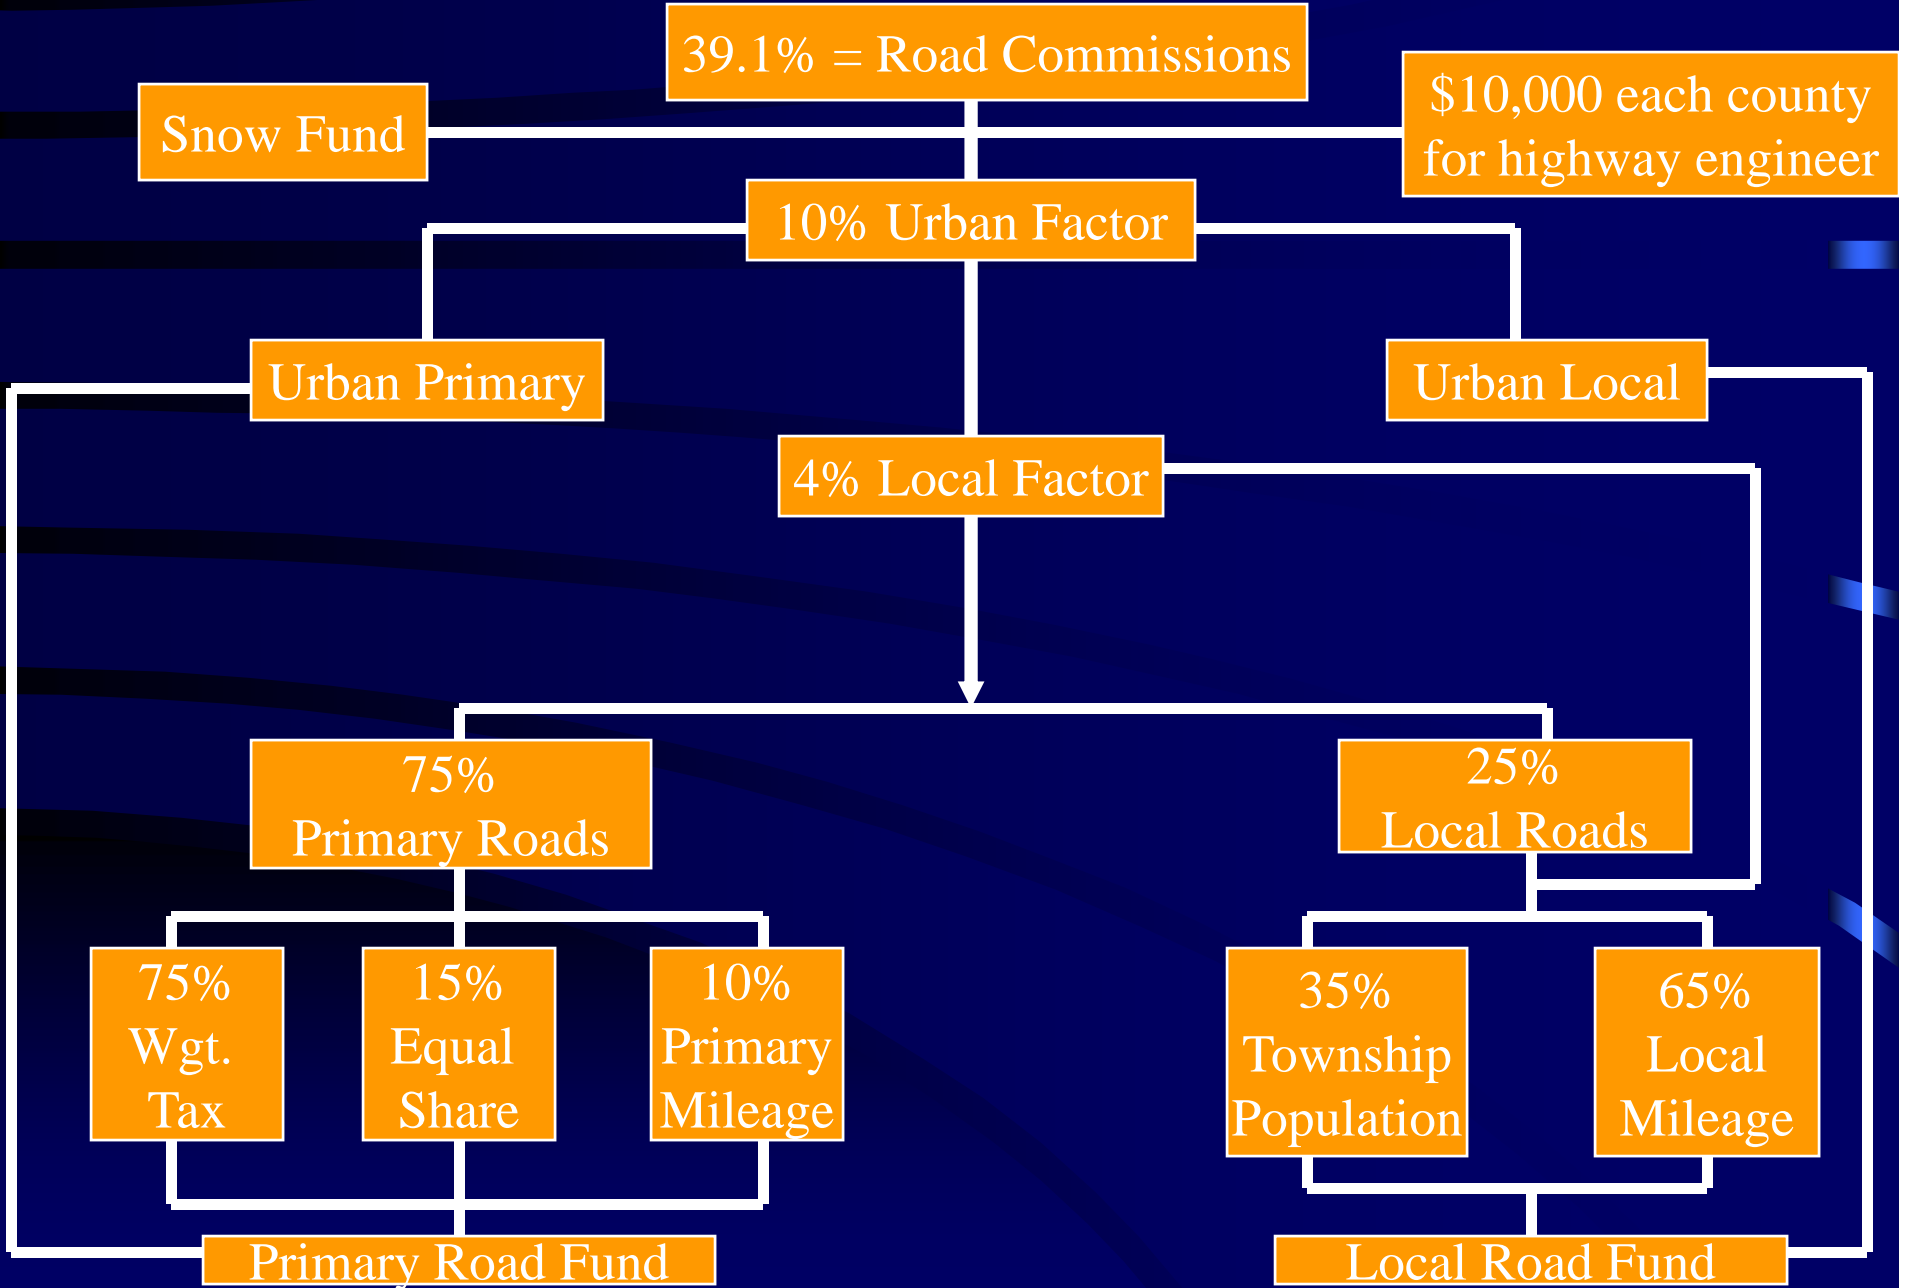 39.1% = Road Commissions
Snow Fund
$10,000 each county
for highway engineer
10% Urban Factor
Urban Primary
Urban Local
4% Local Factor
75%
Primary Roads
25%
Local Roads
75%
Wgt.
Tax
15%
Equal
Share
10%
Primary
Mileage
35%
Township
Population
65%
Local
Mileage
Primary Road Fund
Local Road Fund